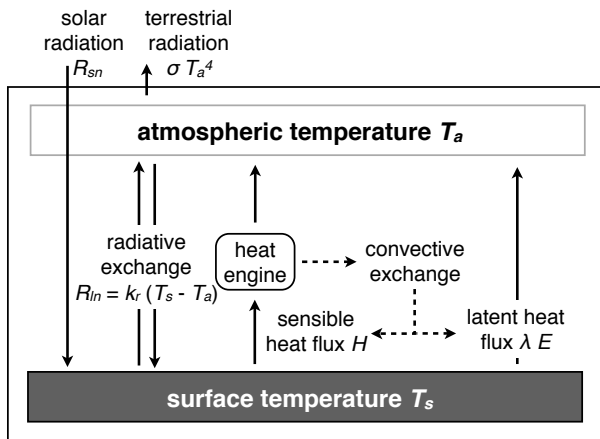 solar
radiation
Rsn
terrestrial
radiation
σ Ta4
atmospheric temperature Ta
radiative
exchange
Rln = kr (Ts - Ta)
heat
engine
convective
exchange
sensible
heat flux H
latent heat
flux λ E
surface temperature Ts